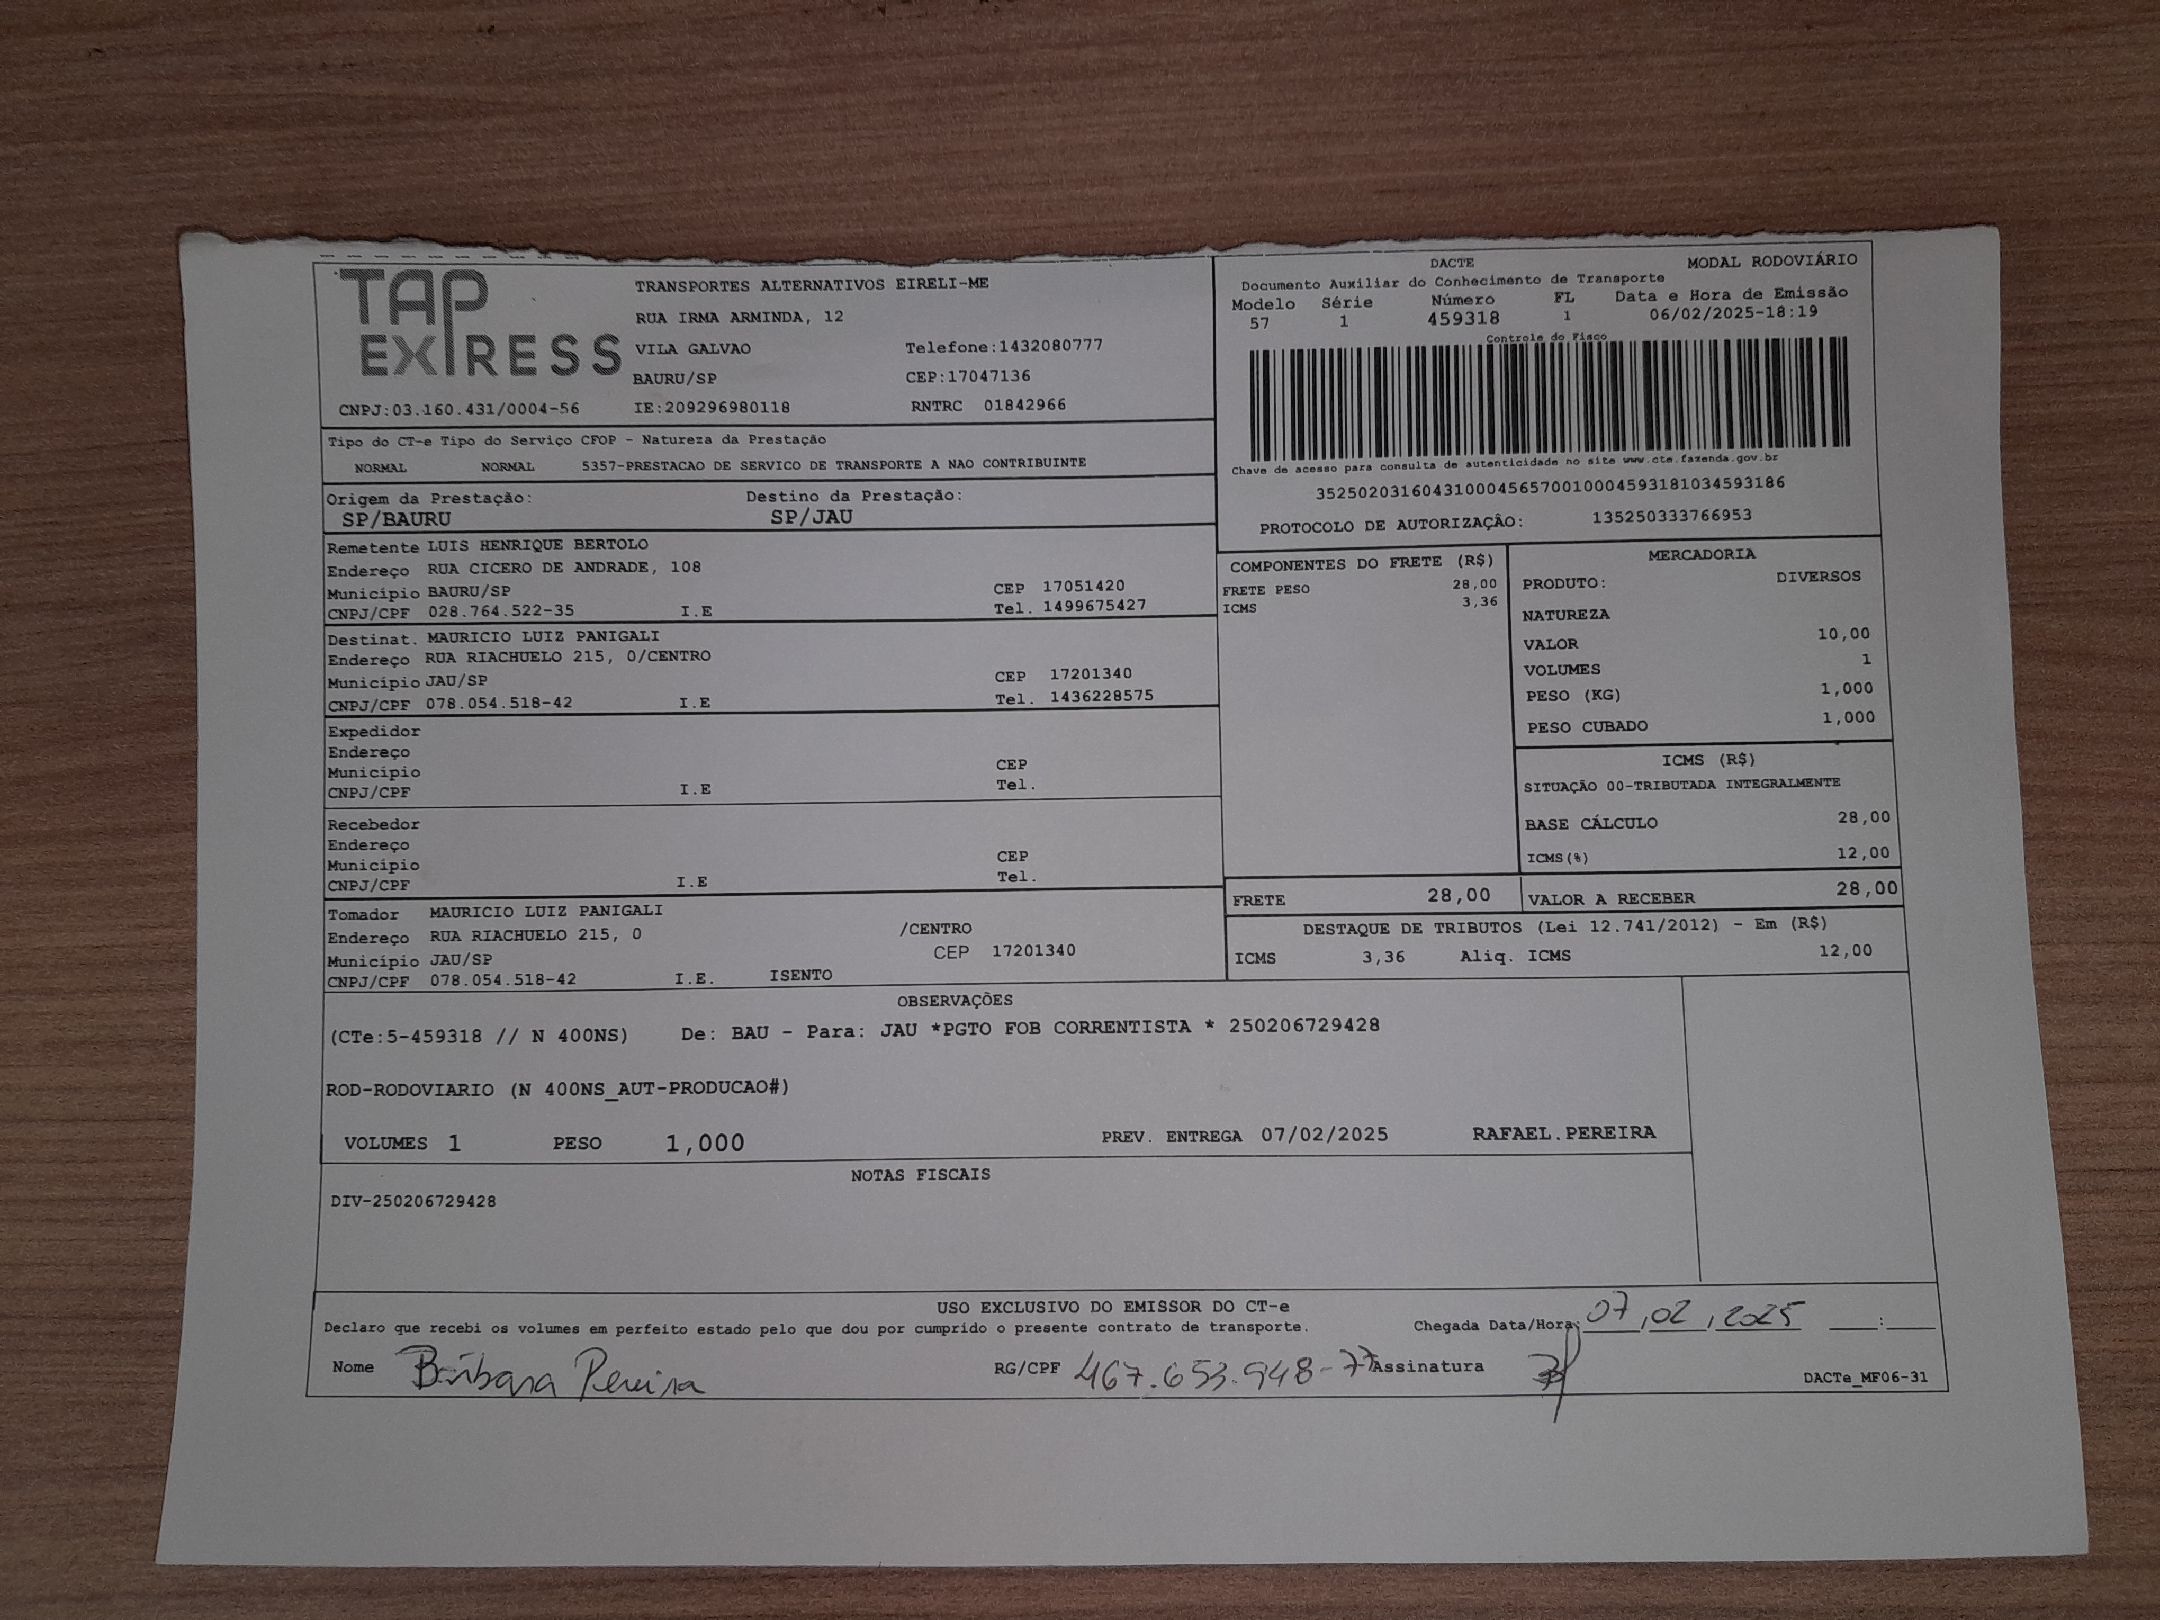 TAP EXPRESS
TRANSPORTES ALTERNATIVOS EIRELI-ME
RUA IRMA ARMINDA, 12
VILA GALVAO Telefone:1432080777
BAURU/SP CEP:17047136
CNPJ:03.160.431/0004-56 IE:209296980118 RNTRC 01842966
DACTE MODAL RODOVIÁRIO
Documento Auxiliar do Conhecimento de Transporte
Modelo Série Número FL Data e Hora de Emissão
57 1 459318 1 06/02/2025-18:19
Controle do Fisco
Chave de acesso para consulta de autenticidade no site www.cte.fazenda.gov.br
35250203160431000456570010004593181034593186
PROTOCOLO DE AUTORIZAÇÂO: 135250333766953
Tipo do CT-e Tipo do Serviço CFOP - Natureza da Prestação
NORMAL NORMAL 5357-PRESTACAO DE SERVICO DE TRANSPORTE A NAO CONTRIBUINTE
Origem da Prestação: Destino da Prestação:
SP/BAURU SP/JAU
Remetente LUIS HENRIQUE BERTOLO
Endereço RUA CICERO DE ANDRADE, 108
Município BAURU/SP CEP 17051420
CNPJ/CPF 028.764.522-35 I.E Tel. 1499675427
Destinat. MAURICIO LUIZ PANIGALI
Endereço RUA RIACHUELO 215, 0/CENTRO
Município JAU/SP CEP 17201340
CNPJ/CPF 078.054.518-42 I.E Tel. 1436228575
Expedidor
Endereço
Município CEP
CNPJ/CPF I.E Tel.
Recebedor
Endereço
Município CEP
CNPJ/CPF I.E Tel.
Tomador MAURICIO LUIZ PANIGALI
Endereço RUA RIACHUELO 215, 0 /CENTRO
Município JAU/SP CEP 17201340
CNPJ/CPF 078.054.518-42 I.E. ISENTO
COMPONENTES DO FRETE (R$)
FRETE PESO 28,00
ICMS 3,36
MERCADORIA
PRODUTO: DIVERSOS
NATUREZA
VALOR 10,00
VOLUMES 1
PESO (KG) 1,000
PESO CUBADO 1,000
ICMS (R$)
SITUAÇÃO 00-TRIBUTADA INTEGRALMENTE
BASE CÁLCULO 28,00
ICMS(%) 12,00
FRETE 28,00 VALOR A RECEBER 28,00
DESTAQUE DE TRIBUTOS (Lei 12.741/2012) - Em (R$)
ICMS 3,36 Aliq. ICMS 12,00
OBSERVAÇÕES
(CTe:5-459318 // N 400NS) De: BAU - Para: JAU *PGTO FOB CORRENTISTA * 250206729428
ROD-RODOVIARIO (N 400NS_AUT-PRODUCAO#)
VOLUMES 1 PESO 1,000 PREV. ENTREGA 07/02/2025 RAFAEL.PEREIRA
NOTAS FISCAIS
DIV-250206729428
USO EXCLUSIVO DO EMISSOR DO CT-e
Declaro que recebi os volumes em perfeito estado pelo que dou por cumprido o presente contrato de transporte. Chegada Data/Hora: 07,02,2025 :
Nome Bárbara Pereira RG/CPF 467.653.948-77 Assinatura
DACTe_MF06-31